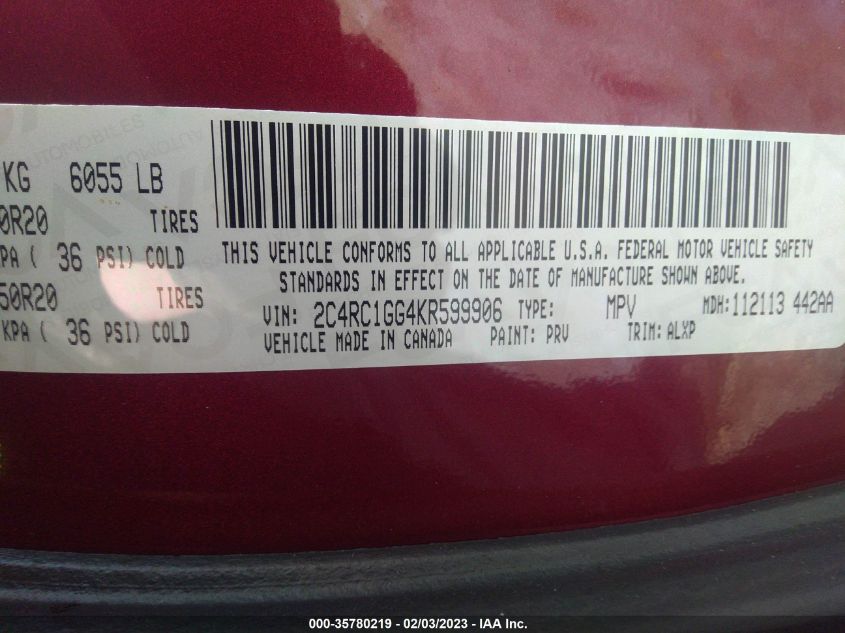 KG 6055 LB
0R20 TIRES
KPA ( 36 PSI) COLD
50R20 TIRES
KPA ( 36 PSI) COLD
THIS VEHICLE CONFORMS TO ALL APPLICABLE U.S.A. FEDERAL MOTOR VEHICLE SAFETY
STANDARDS IN EFFECT ON THE DATE OF MANUFACTURE SHOWN ABOVE.
VIN: 2C4RC1GG4KR599906 TYPE: MPV MDH:112113 442AA
VEHICLE MADE IN CANADA PAINT: PRV TRIM: ALXP
000-35780219 - 02/03/2023 - IAA Inc.